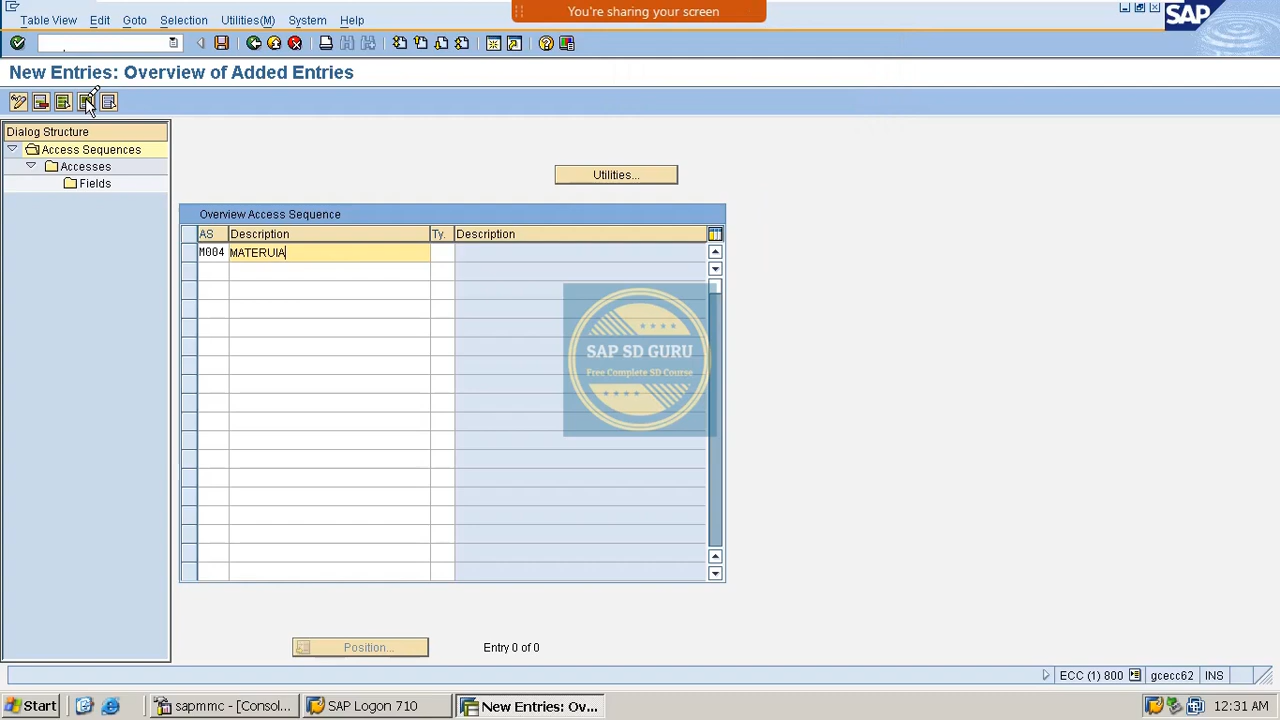 You're sharing your screen
Table View Edit Goto Selection Utilities(M) System Help
SAP
New Entries: Overview of Added Entries
Dialog Structure
Access Sequences
Accesses
Fields
Utilities...
Overview Access Sequence
AS Description Ty. Description
M004 MATERUIA
SAP SD GURU
Free Complete SD Course
Position... Entry 0 of 0
ECC (1) 800 gcecc62 INS
Start sapmmc - [Consol... SAP Logon 710 New Entries: Ov... 12:31 AM